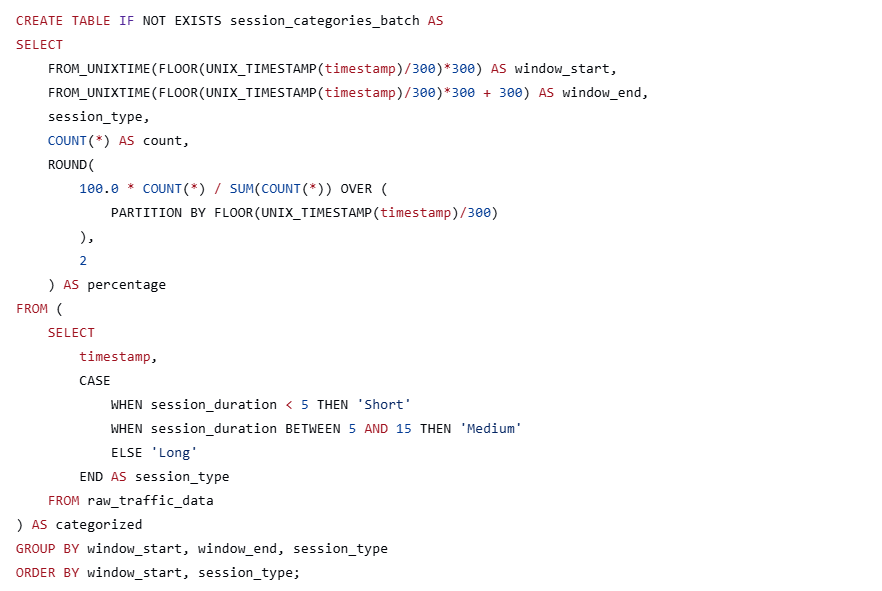 CREATE TABLE IF NOT EXISTS session_categories_batch AS
SELECT
    FROM_UNIXTIME(FLOOR(UNIX_TIMESTAMP(timestamp)/300)*300) AS window_start,
    FROM_UNIXTIME(FLOOR(UNIX_TIMESTAMP(timestamp)/300)*300 + 300) AS window_end,
    session_type,
    COUNT(*) AS count,
    ROUND(
        100.0 * COUNT(*) / SUM(COUNT(*)) OVER (
            PARTITION BY FLOOR(UNIX_TIMESTAMP(timestamp)/300)
        ),
        2
    ) AS percentage
FROM (
    SELECT
        timestamp,
        CASE
            WHEN session_duration < 5 THEN 'Short'
            WHEN session_duration BETWEEN 5 AND 15 THEN 'Medium'
            ELSE 'Long'
        END AS session_type
    FROM raw_traffic_data
) AS categorized
GROUP BY window_start, window_end, session_type
ORDER BY window_start, session_type;